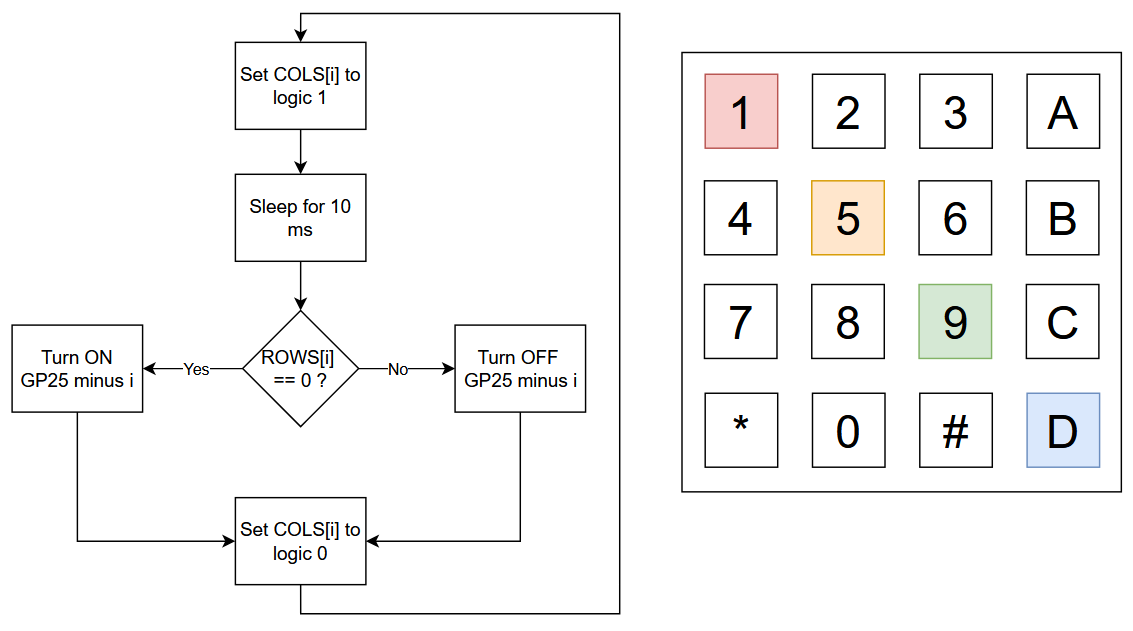 Set COLS[i] to
logic 1
Sleep for 10
ms
ROWS[i]
== 0 ?
Yes
No
Turn ON
GP25 minus i
Turn OFF
GP25 minus i
Set COLS[i] to
logic 0
1 2 3 A
4 5 6 B
7 8 9 C
* 0 # D